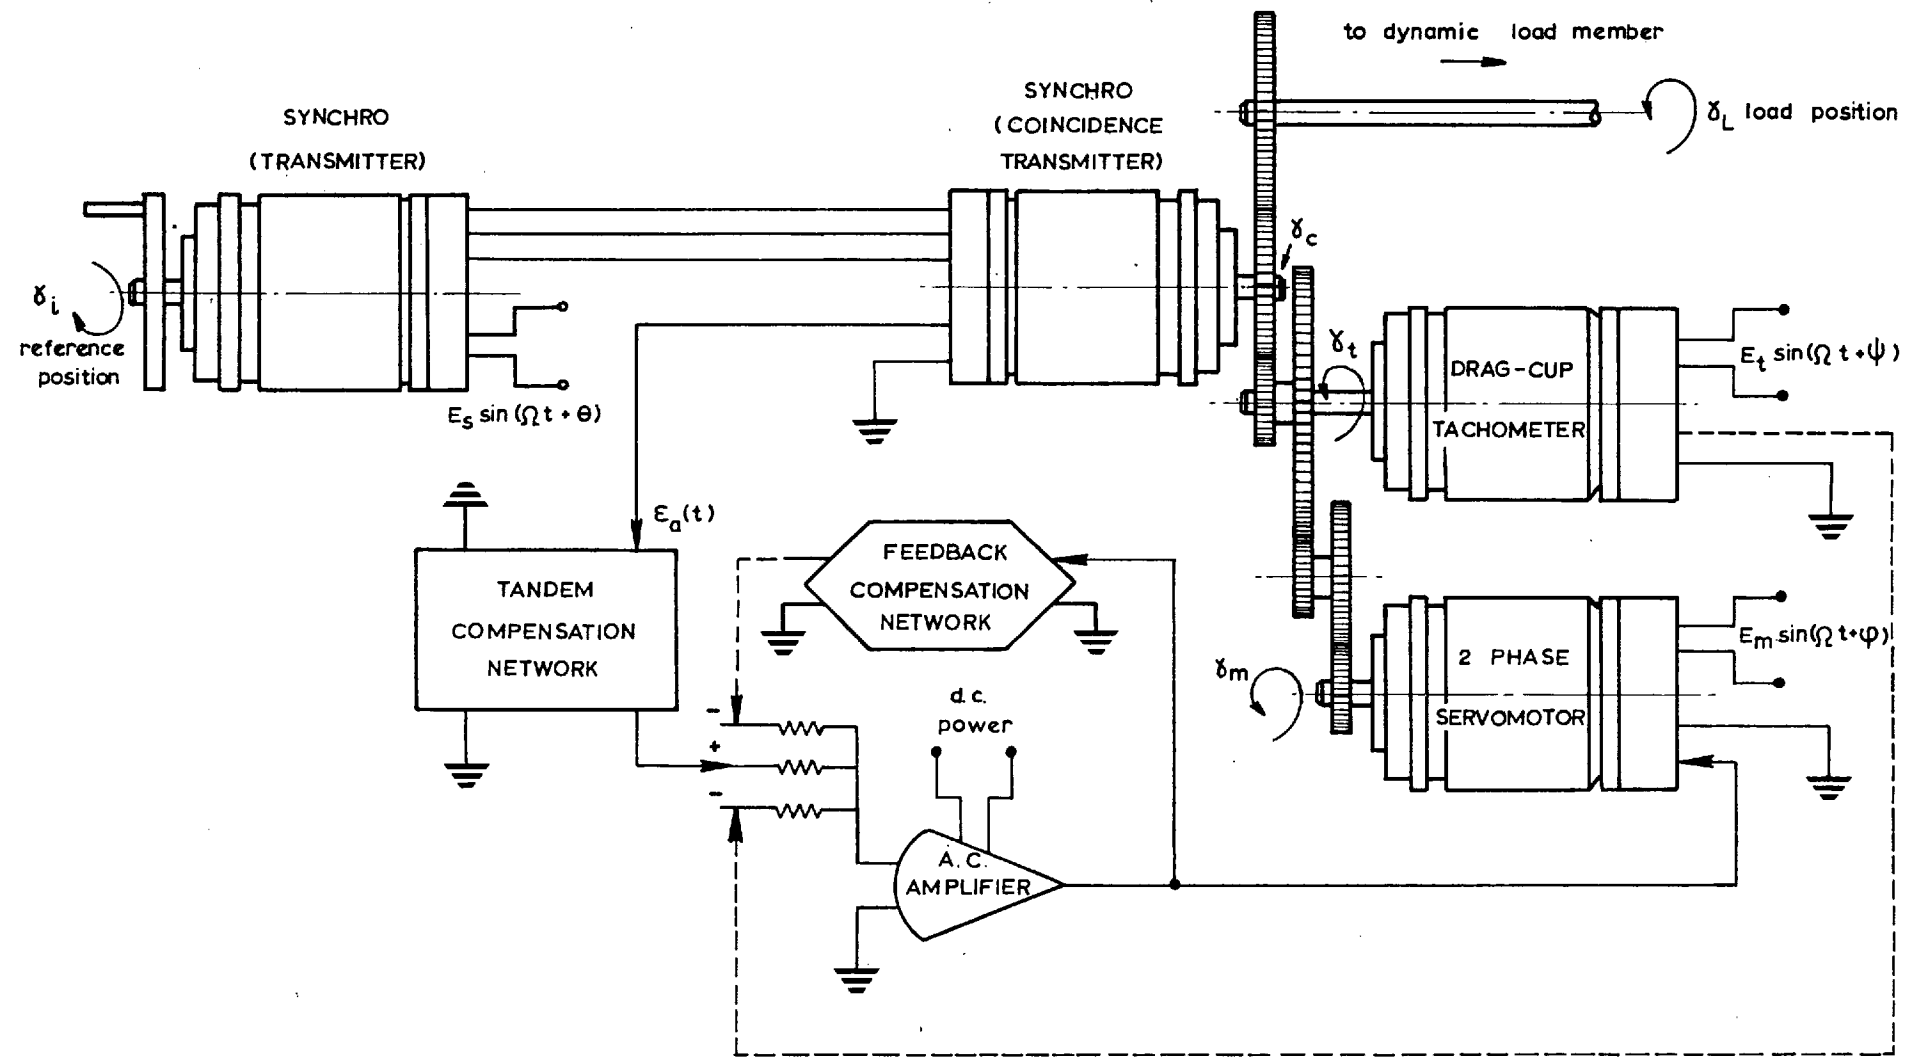 to dynamic load member
SYNCHRO
(TRANSMITTER)
SYNCHRO
(COINCIDENCE
TRANSMITTER)
γL load position
γc
γi
reference
position
Es sin (Ωt + θ)
γt
DRAG-CUP
TACHOMETER
Et sin(Ωt+ψ)
εa(t)
TANDEM
COMPENSATION
NETWORK
FEEDBACK
COMPENSATION
NETWORK
γm
2 PHASE
SERVOMOTOR
Em sin(Ωt+φ)
d.c.
power
-
+
-
A.C.
AMPLIFIER